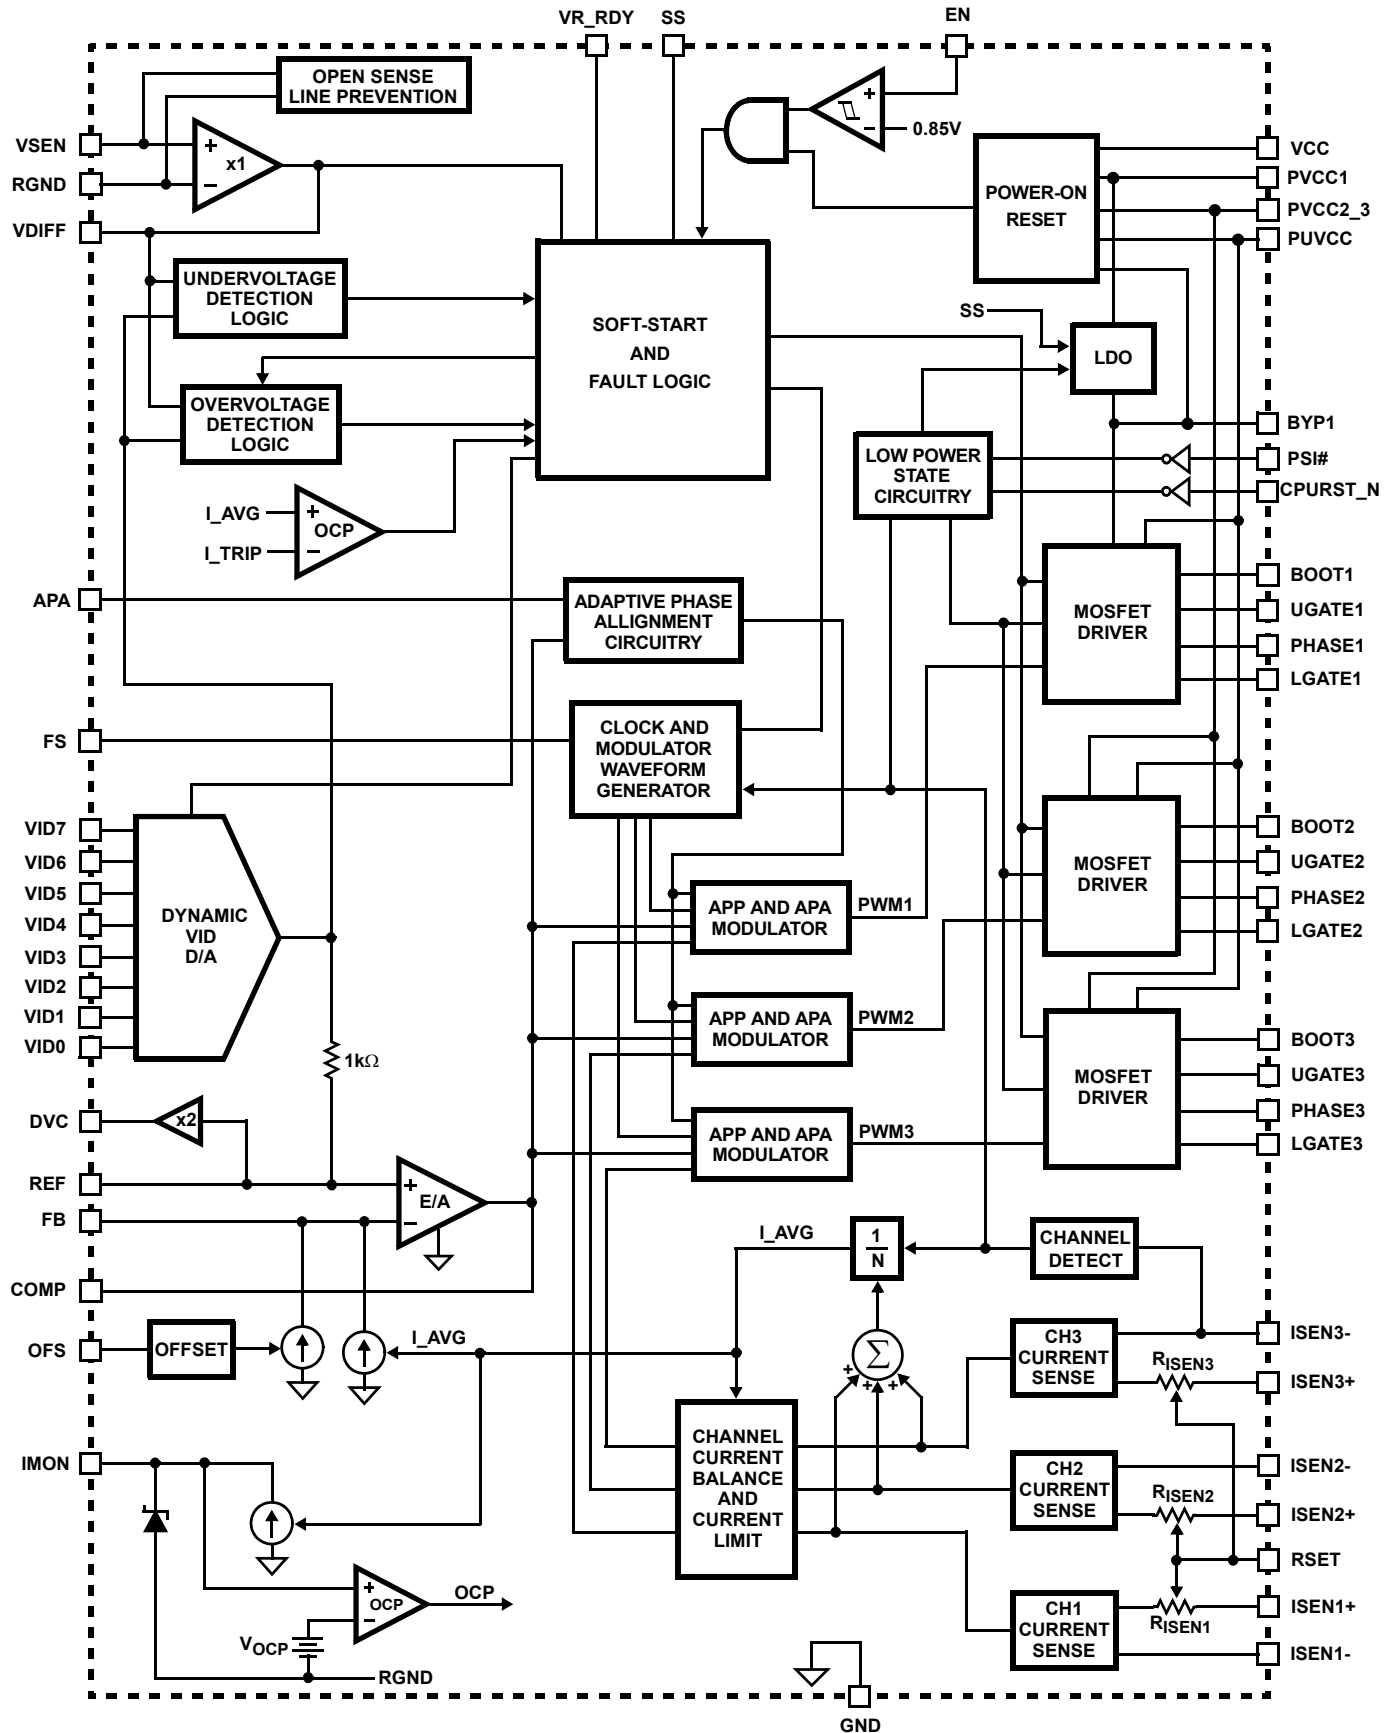 VR_RDY
SS
EN
OPEN SENSE
LINE PREVENTION
VSEN
+
−
x1
RGND
VDIFF
+
−
0.85V
POWER-ON
RESET
VCC
PVCC1
PVCC2_3
PUVCC
UNDERVOLTAGE
DETECTION
LOGIC
SOFT-START
AND
FAULT LOGIC
SS
LDO
OVERVOLTAGE
DETECTION
LOGIC
BYP1
LOW POWER
STATE
CIRCUITRY
PSI#
CPURST_N
I_AVG
I_TRIP
+
−
OCP
APA
ADAPTIVE PHASE
ALLIGNMENT
CIRCUITRY
MOSFET
DRIVER
BOOT1
UGATE1
PHASE1
LGATE1
FS
CLOCK AND
MODULATOR
WAVEFORM
GENERATOR
VID7
VID6
VID5
VID4
VID3
VID2
VID1
VID0
DYNAMIC
VID
D/A
MOSFET
DRIVER
BOOT2
UGATE2
PHASE2
LGATE2
APP AND APA
MODULATOR
PWM1
APP AND APA
MODULATOR
PWM2
1kΩ
MOSFET
DRIVER
BOOT3
UGATE3
PHASE3
LGATE3
DVC
x2
APP AND APA
MODULATOR
PWM3
REF
FB
+
−
E/A
COMP
I_AVG
1
N
CHANNEL
DETECT
OFS
OFFSET
I_AVG
Σ
+
+
+
CH3
CURRENT
SENSE
RISEN3
ISEN3-
ISEN3+
IMON
CHANNEL
CURRENT
BALANCE
AND
CURRENT
LIMIT
CH2
CURRENT
SENSE
RISEN2
ISEN2-
ISEN2+
RSET
+
−
OCP
OCP
VOCP
RGND
CH1
CURRENT
SENSE
RISEN1
ISEN1+
ISEN1-
GND